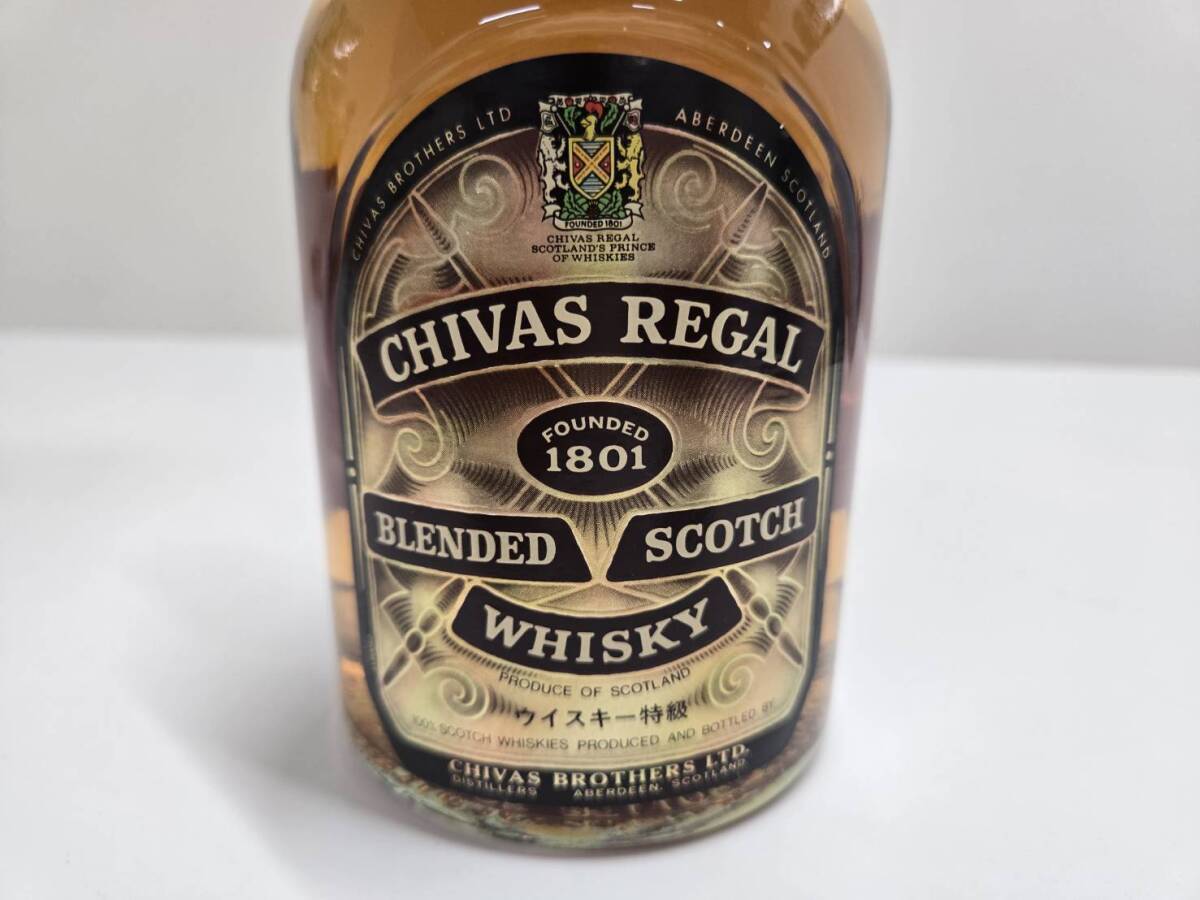 CHIVAS BROTHERS LTD
ABERDEEN SCOTLAND
FOUNDED 1801
CHIVAS REGAL
SCOTLAND'S PRINCE
OF WHISKIES
CHIVAS REGAL
FOUNDED
1801
BLENDED SCOTCH
WHISKY
PRODUCE OF SCOTLAND
ウイスキー特級
100% SCOTCH WHISKIES PRODUCED AND BOTTLED BY
CHIVAS BROTHERS LTD.
DISTILLERS ABERDEEN, SCOTLAND